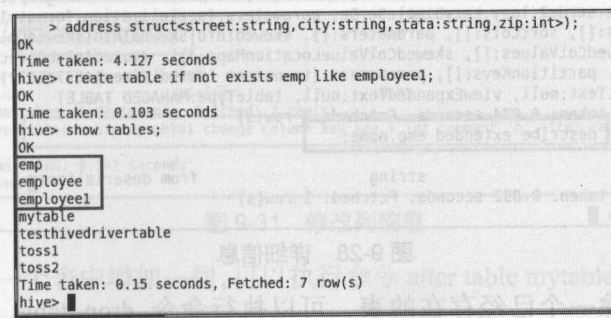 > address struct<street:string,city:string,stata:string,zip:int>);
OK
Time taken: 4.127 seconds
hive> create table if not exists emp like employee1;
OK
Time taken: 0.103 seconds
hive> show tables;
OK
emp
employee
employee1
mytable
testhivedrivertable
toss1
toss2
Time taken: 0.15 seconds, Fetched: 7 row(s)
hive>